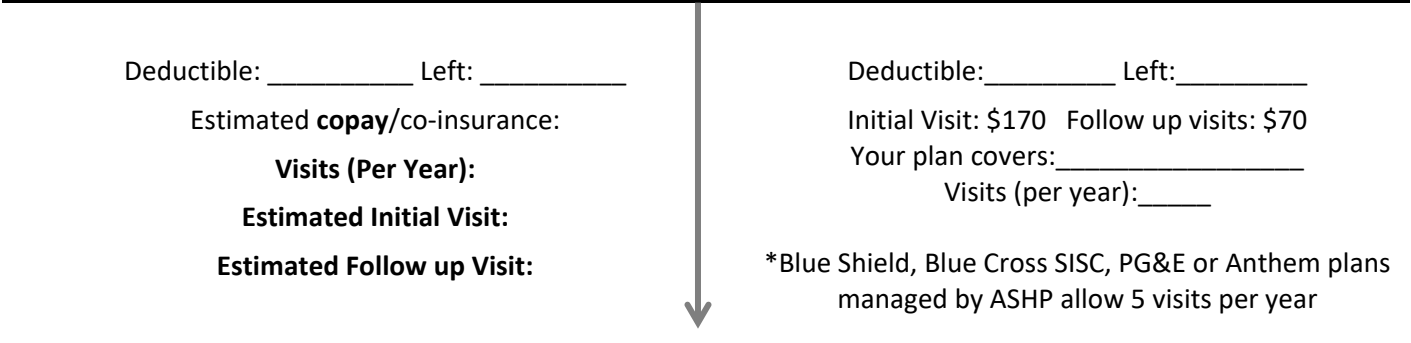 Deductible: __________ Left: __________
Estimated copay/co-insurance:
Visits (Per Year):
Estimated Initial Visit:
Estimated Follow up Visit:
Deductible:_________ Left:_________
Initial Visit: $170 Follow up visits: $70
Your plan covers:_________________
Visits (per year):_____
*Blue Shield, Blue Cross SISC, PG&E or Anthem plans
managed by ASHP allow 5 visits per year